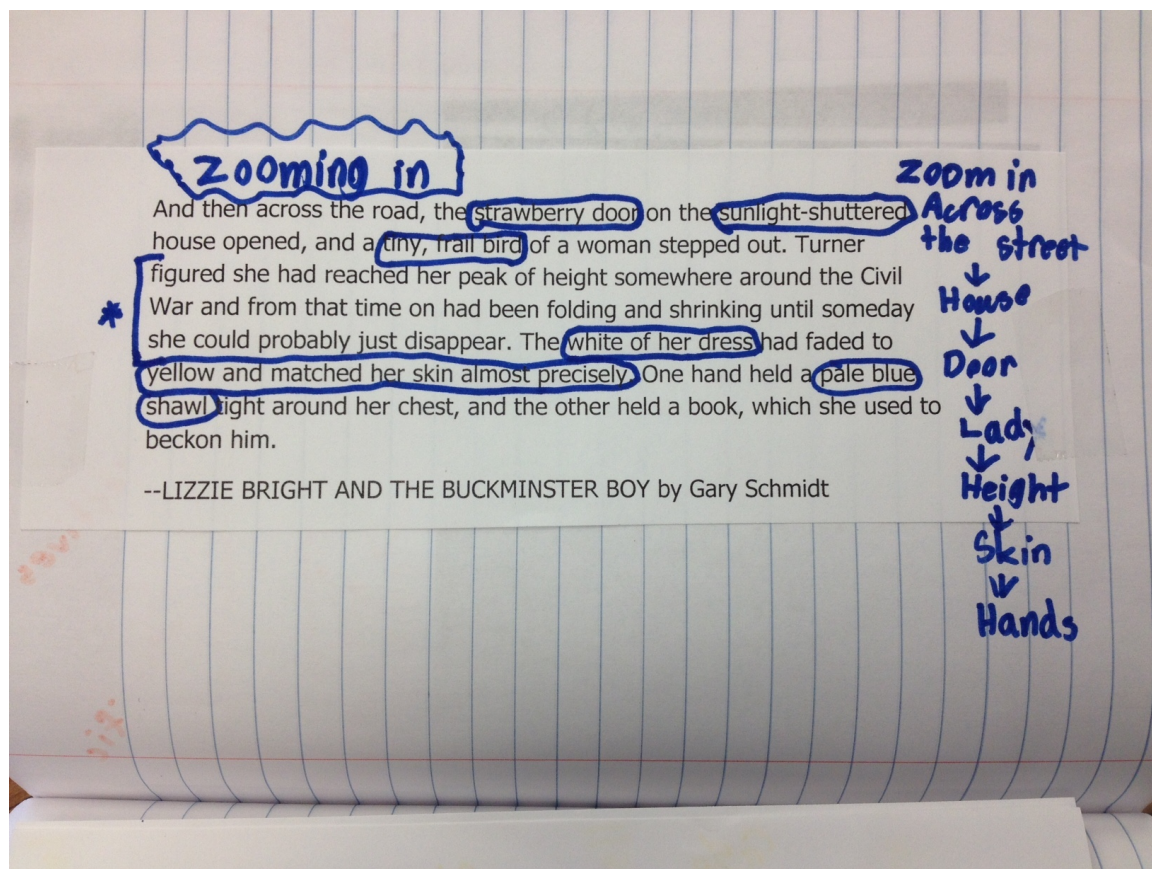 Zooming in
And then across the road, the strawberry door on the sunlight-shuttered
house opened, and a tiny, frail bird of a woman stepped out. Turner
figured she had reached her peak of height somewhere around the Civil
War and from that time on had been folding and shrinking until someday
she could probably just disappear. The white of her dress had faded to
yellow and matched her skin almost precisely. One hand held a pale blue
shawl tight around her chest, and the other held a book, which she used to
beckon him.
--LIZZIE BRIGHT AND THE BUCKMINSTER BOY by Gary Schmidt
Zoom in
Across
the street
↓
House
↓
Door
↓
Lady
↓
Height
↓
Skin
↓
Hands